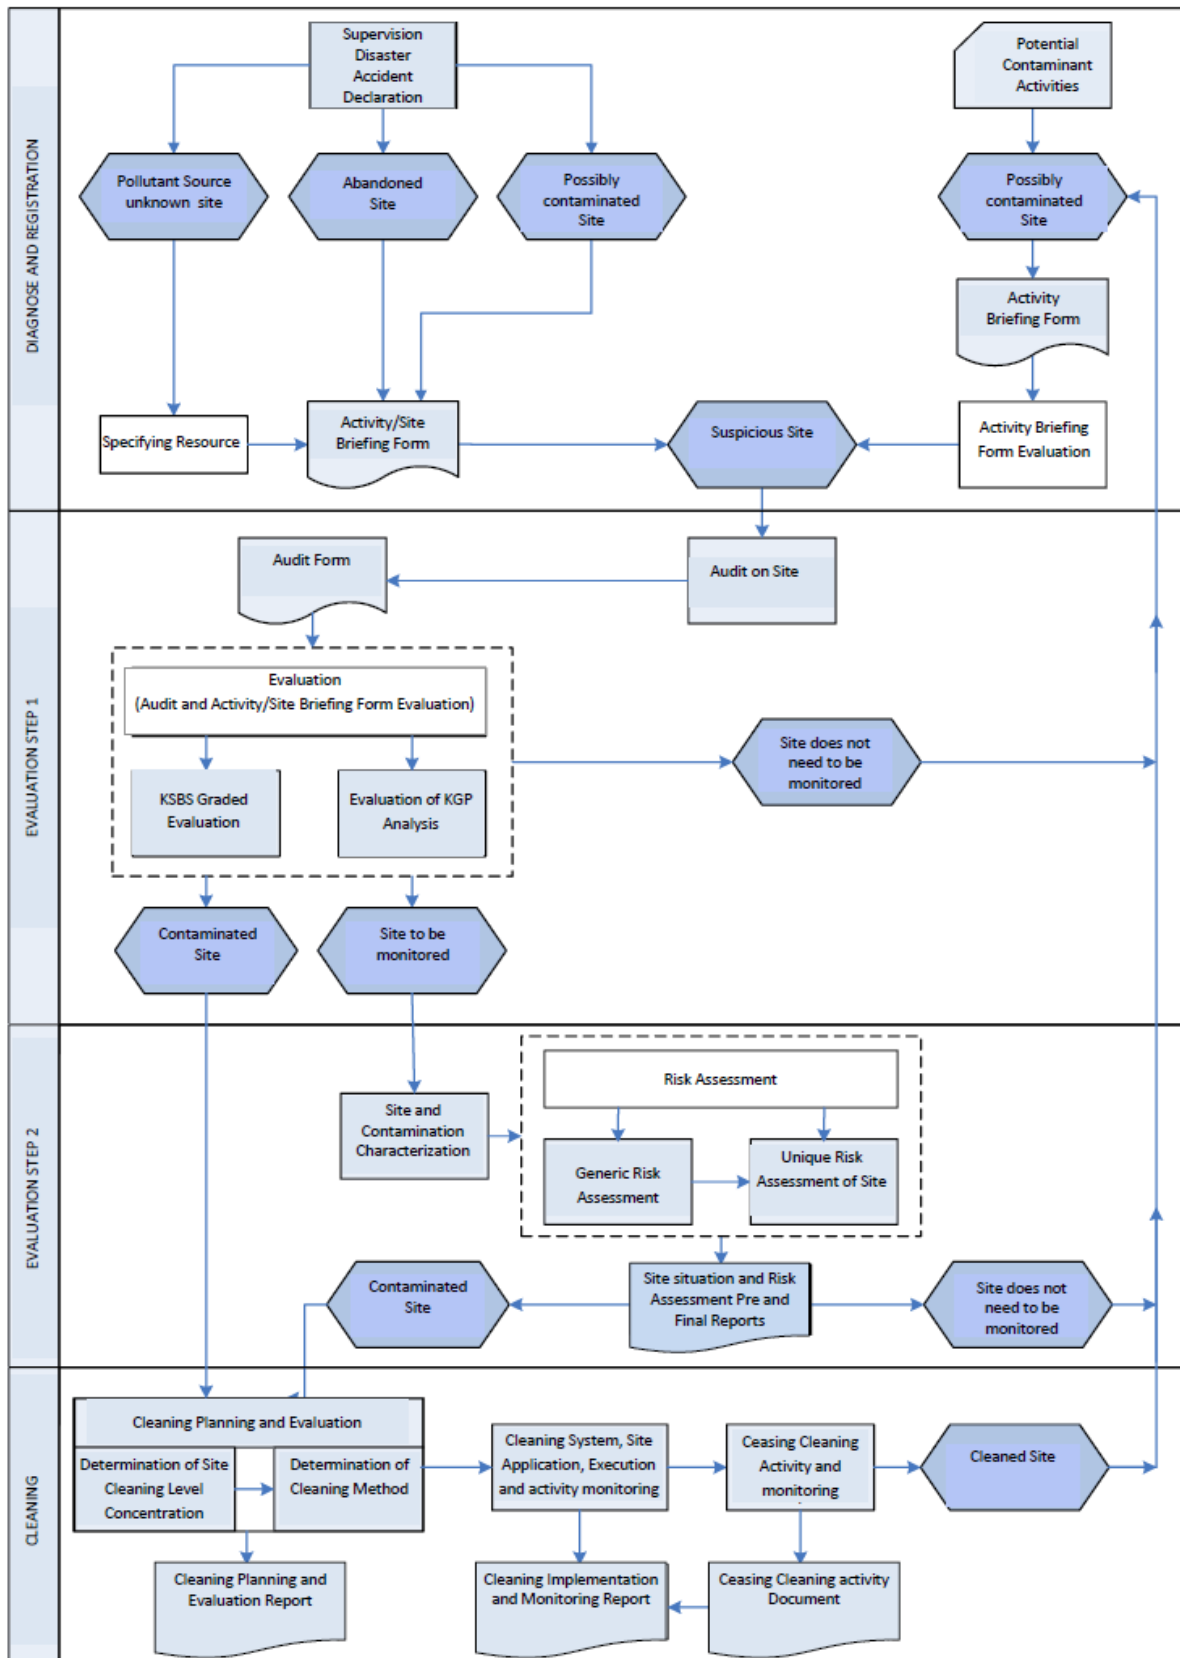 DIAGNOSE AND REGISTRATION
Supervision
Disaster
Accident
Declaration
Potential
Contaminant
Activities
Pollutant Source
unknown site
Abandoned
Site
Possibly
contaminated
Site
Possibly
contaminated
Site
Activity
Briefing Form
Specifying Resource
Activity/Site
Briefing Form
Suspicious Site
Activity Briefing
Form Evaluation
EVALUATION STEP 1
Audit Form
Audit on Site
Evaluation
(Audit and Activity/Site Briefing Form Evaluation)
KSBS Graded
Evaluation
Evaluation of KGP
Analysis
Site does not
need to be
monitored
Contaminated
Site
Site to be
monitored
EVALUATION STEP 2
Risk Assessment
Site and
Contamination
Characterization
Generic Risk
Assessment
Unique Risk
Assessment of Site
Contaminated
Site
Site situation and Risk
Assessment Pre and
Final Reports
Site does not
need to be
monitored
CLEANING
Cleaning Planning and Evaluation
Determination of Site
Cleaning Level
Concentration
Determination of
Cleaning Method
Cleaning System, Site
Application, Execution
and activity monitoring
Ceasing Cleaning
Activity and
monitoring
Cleaned Site
Cleaning Planning and
Evaluation Report
Cleaning Implementation
and Monitoring Report
Ceasing Cleaning activity
Document